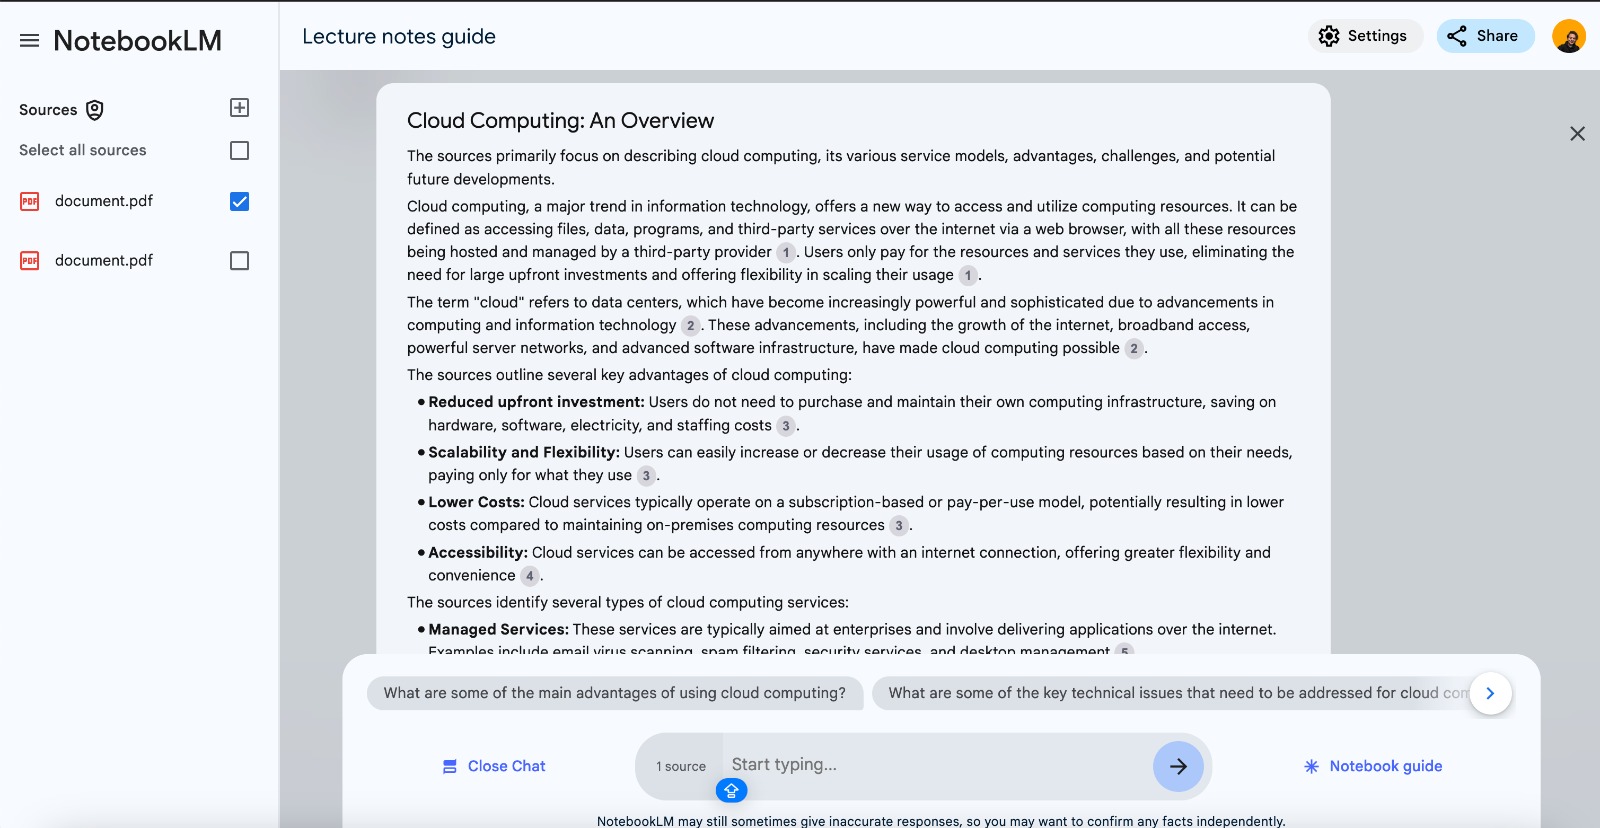 NotebookLM
Lecture notes guide
Settings
Share
Sources
Select all sources
PDF document.pdf
PDF document.pdf
Cloud Computing: An Overview
The sources primarily focus on describing cloud computing, its various service models, advantages, challenges, and potential
future developments.
Cloud computing, a major trend in information technology, offers a new way to access and utilize computing resources. It can be
defined as accessing files, data, programs, and third-party services over the internet via a web browser, with all these resources
being hosted and managed by a third-party provider 1. Users only pay for the resources and services they use, eliminating the
need for large upfront investments and offering flexibility in scaling their usage 1.
The term "cloud" refers to data centers, which have become increasingly powerful and sophisticated due to advancements in
computing and information technology 2. These advancements, including the growth of the internet, broadband access,
powerful server networks, and advanced software infrastructure, have made cloud computing possible 2.
The sources outline several key advantages of cloud computing:
• Reduced upfront investment: Users do not need to purchase and maintain their own computing infrastructure, saving on
hardware, software, electricity, and staffing costs 3.
• Scalability and Flexibility: Users can easily increase or decrease their usage of computing resources based on their needs,
paying only for what they use 3.
• Lower Costs: Cloud services typically operate on a subscription-based or pay-per-use model, potentially resulting in lower
costs compared to maintaining on-premises computing resources 3.
• Accessibility: Cloud services can be accessed from anywhere with an internet connection, offering greater flexibility and
convenience 4.
The sources identify several types of cloud computing services:
• Managed Services: These services are typically aimed at enterprises and involve delivering applications over the internet.
Examples include email virus scanning, spam filtering, security services, and desktop management 5
What are some of the main advantages of using cloud computing?
What are some of the key technical issues that need to be addressed for cloud com
Close Chat
1 source
Start typing...
Notebook guide
NotebookLM may still sometimes give inaccurate responses, so you may want to confirm any facts independently.